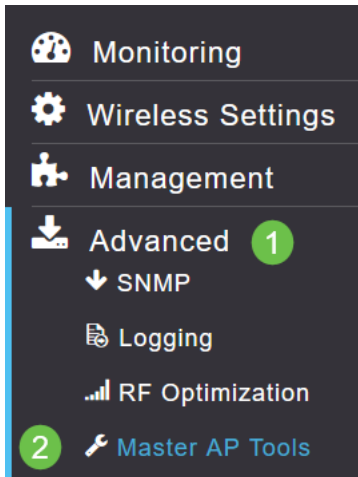 Monitoring
Wireless Settings
Management
Advanced 1
SNMP
Logging
RF Optimization
2 Master AP Tools